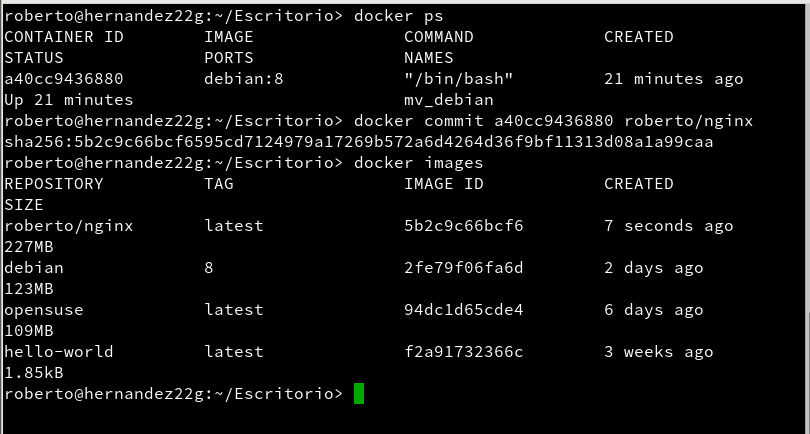 roberto@hernandez22g:~/Escritorio> docker ps
CONTAINER ID        IMAGE               COMMAND             CREATED
STATUS              PORTS               NAMES
a40cc9436880        debian:8            "/bin/bash"         21 minutes ago
Up 21 minutes                           mv_debian
roberto@hernandez22g:~/Escritorio> docker commit a40cc9436880 roberto/nginx
sha256:5b2c9c66bcf6595cd7124979a17269b572a6d4264d36f9bf11313d08a1a99caa
roberto@hernandez22g:~/Escritorio> docker images
REPOSITORY          TAG                 IMAGE ID            CREATED
SIZE
roberto/nginx       latest              5b2c9c66bcf6        7 seconds ago
227MB
debian              8                   2fe79f06fa6d        2 days ago
123MB
opensuse            latest              94dc1d65cde4        6 days ago
109MB
hello-world         latest              f2a91732366c        3 weeks ago
1.85kB
roberto@hernandez22g:~/Escritorio>